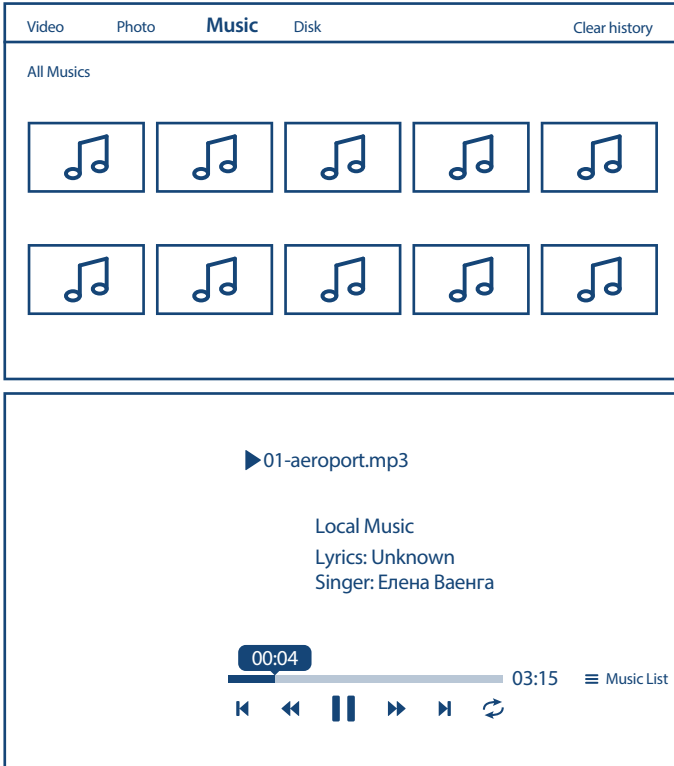 Video Photo Music Disk Clear history
All Musics
01-aeroport.mp3
Local Music
Lyrics: Unknown
Singer: Елена Ваенга
00:04
03:15 Music List